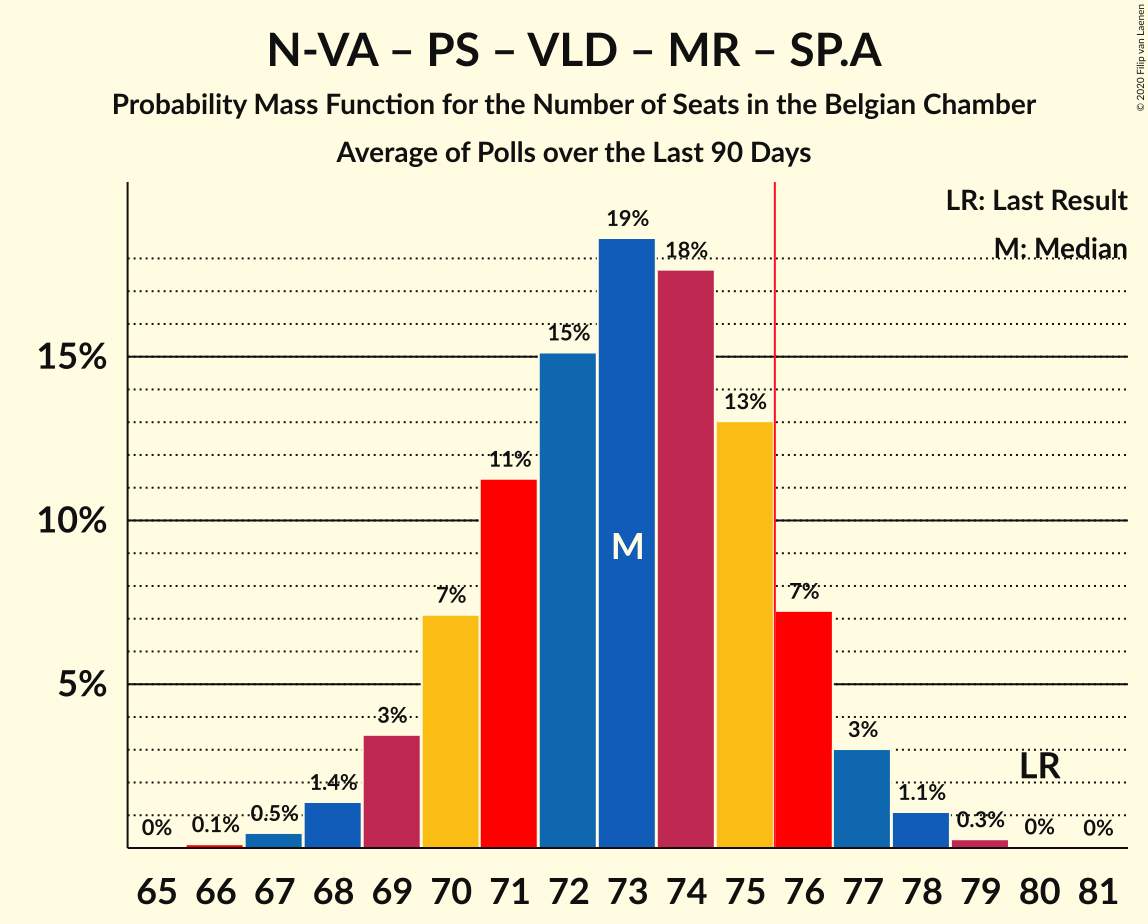 N-VA – PS – VLD – MR – SP.A
Probability Mass Function for the Number of Seats in the Belgian Chamber
Average of Polls over the Last 90 Days
© 2020 Filip van Laenen
LR: Last Result
M: Median
15%
10%
5%
0%
0.1%
0.5%
1.4%
3%
7%
11%
15%
19%
18%
13%
7%
3%
1.1%
0.3%
0%
0%
M
LR
65 66 67 68 69 70 71 72 73 74 75 76 77 78 79 80 81